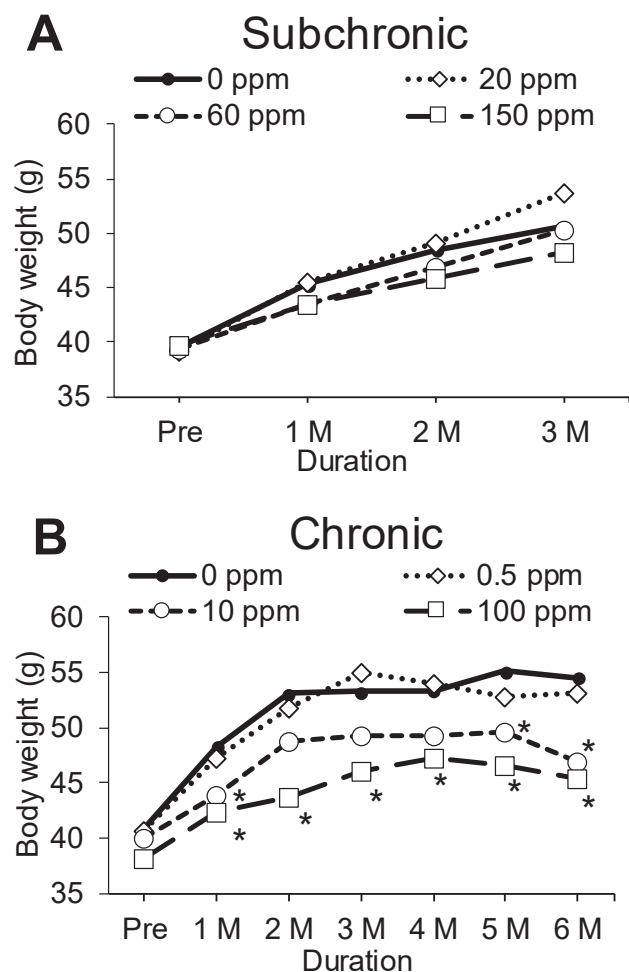 A Subchronic
0 ppm 20 ppm
60 ppm 150 ppm
60
55
50
45
40
35
Body weight (g)
Pre 1 M 2 M 3 M
Duration
B Chronic
0 ppm 0.5 ppm
10 ppm 100 ppm
60
55
50
45
40
35
Body weight (g)
* * * * * * * * *
Pre 1 M 2 M 3 M 4 M 5 M 6 M
Duration